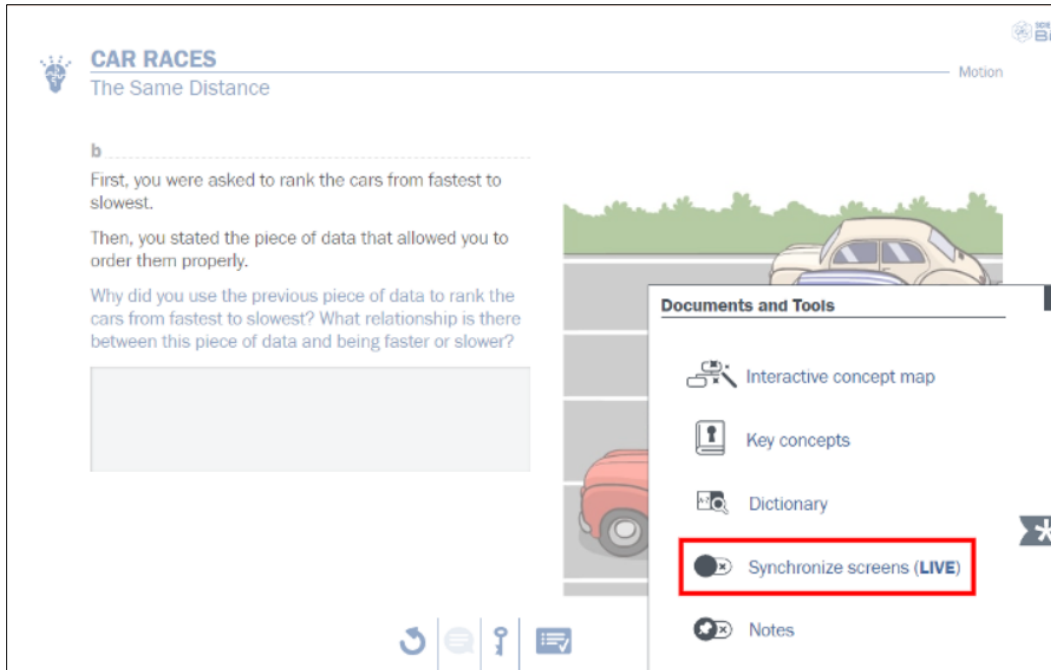 CAR RACES
Motion
The Same Distance
b
First, you were asked to rank the cars from fastest to
slowest.
Then, you stated the piece of data that allowed you to
order them properly.
Why did you use the previous piece of data to rank the
cars from fastest to slowest? What relationship is there
between this piece of data and being faster or slower?
Documents and Tools
Interactive concept map
Key concepts
Dictionary
Synchronize screens (LIVE)
Notes